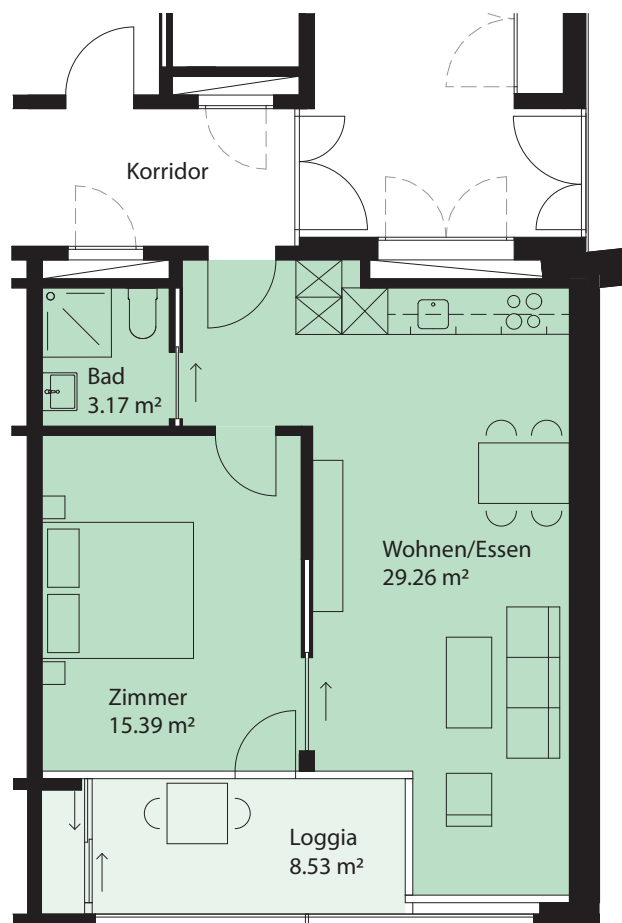 Korridor
Bad
3.17 m²
Wohnen/Essen
29.26 m²
Zimmer
15.39 m²
Loggia
8.53 m²